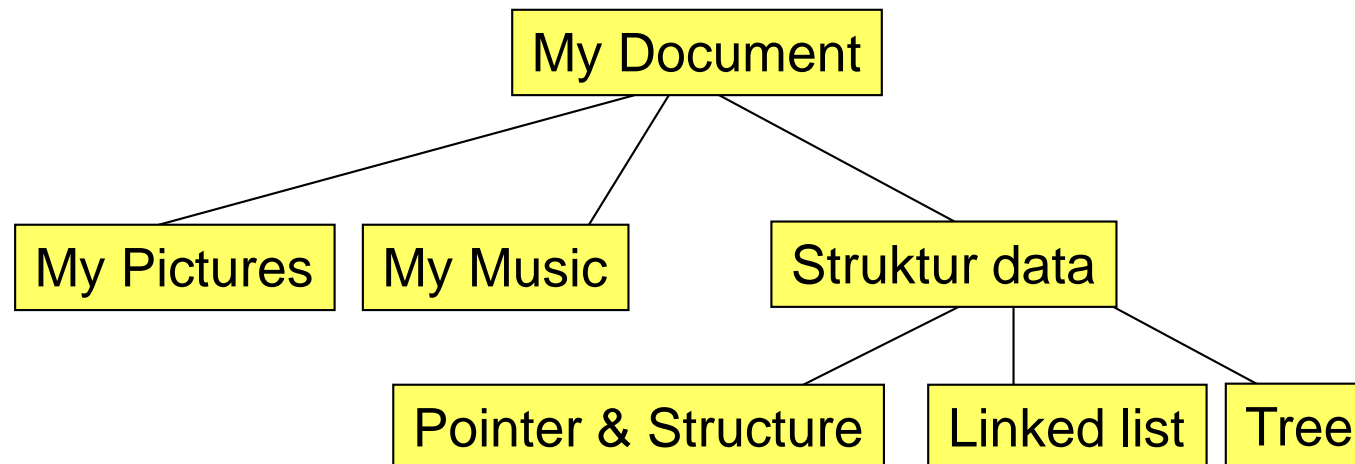 My Document
My Pictures
My Music
Struktur data
Pointer & Structure
Linked list
Tree